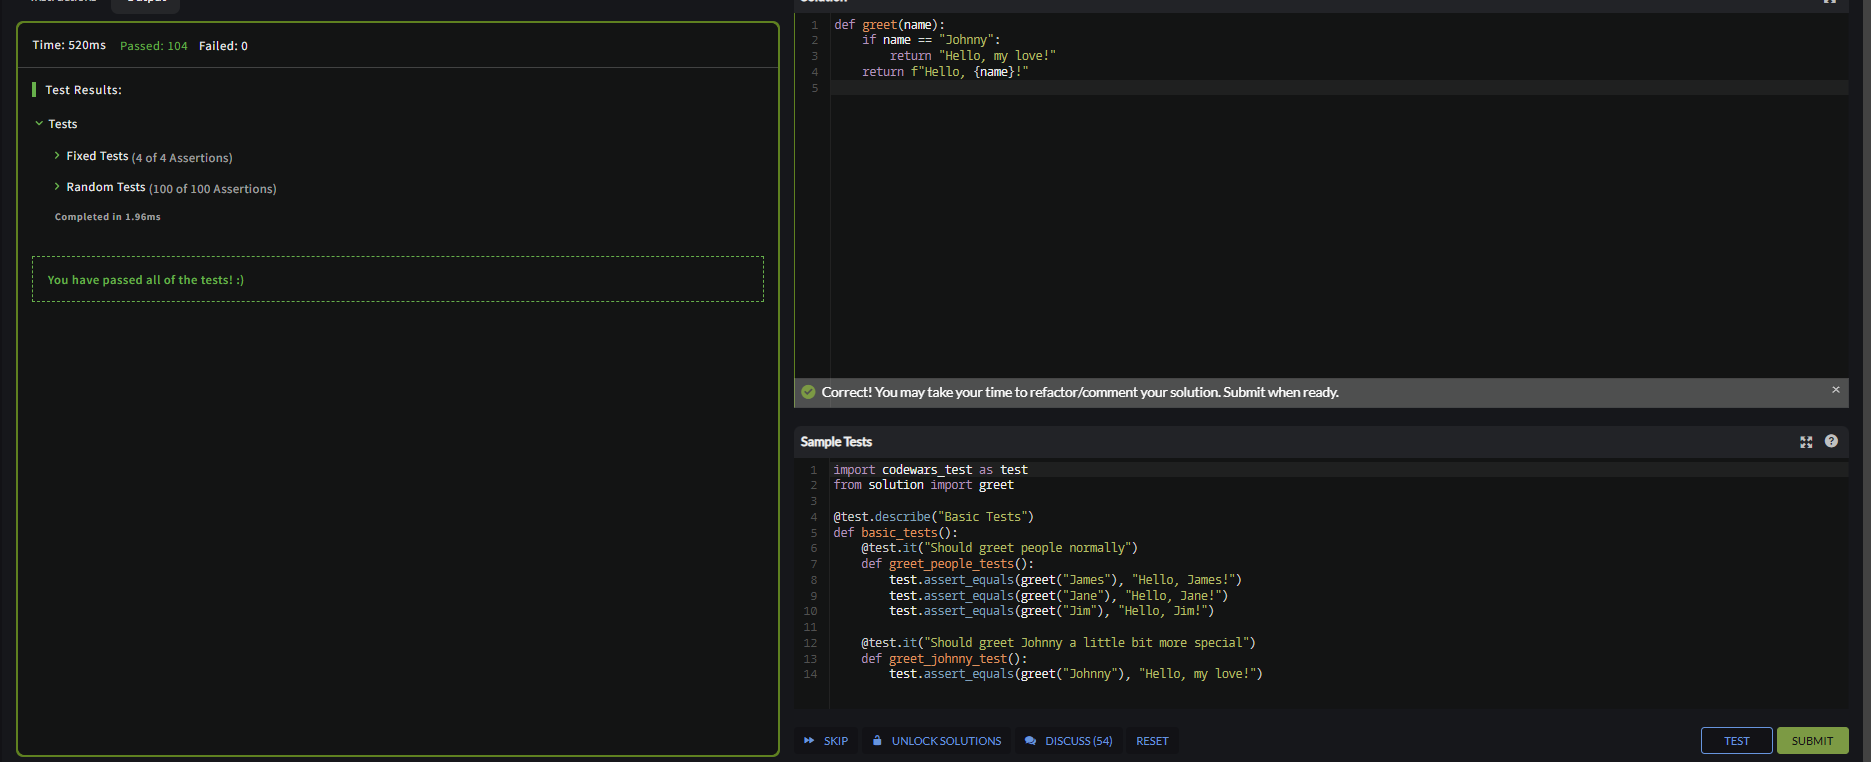 Instructions
Output
Time: 520ms Passed: 104 Failed: 0
Test Results:
Tests
Fixed Tests (4 of 4 Assertions)
Random Tests (100 of 100 Assertions)
Completed in 1.96ms
You have passed all of the tests! :)
Solution
1 def greet(name):
2     if name == "Johnny":
3         return "Hello, my love!"
4     return f"Hello, {name}!"
5
Correct! You may take your time to refactor/comment your solution. Submit when ready.
Sample Tests
1 import codewars_test as test
2 from solution import greet
3
4 @test.describe("Basic Tests")
5 def basic_tests():
6     @test.it("Should greet people normally")
7     def greet_people_tests():
8         test.assert_equals(greet("James"), "Hello, James!")
9         test.assert_equals(greet("Jane"), "Hello, Jane!")
10         test.assert_equals(greet("Jim"), "Hello, Jim!")
11
12     @test.it("Should greet Johnny a little bit more special")
13     def greet_johnny_test():
14         test.assert_equals(greet("Johnny"), "Hello, my love!")
SKIP UNLOCK SOLUTIONS DISCUSS (54) RESET TEST SUBMIT